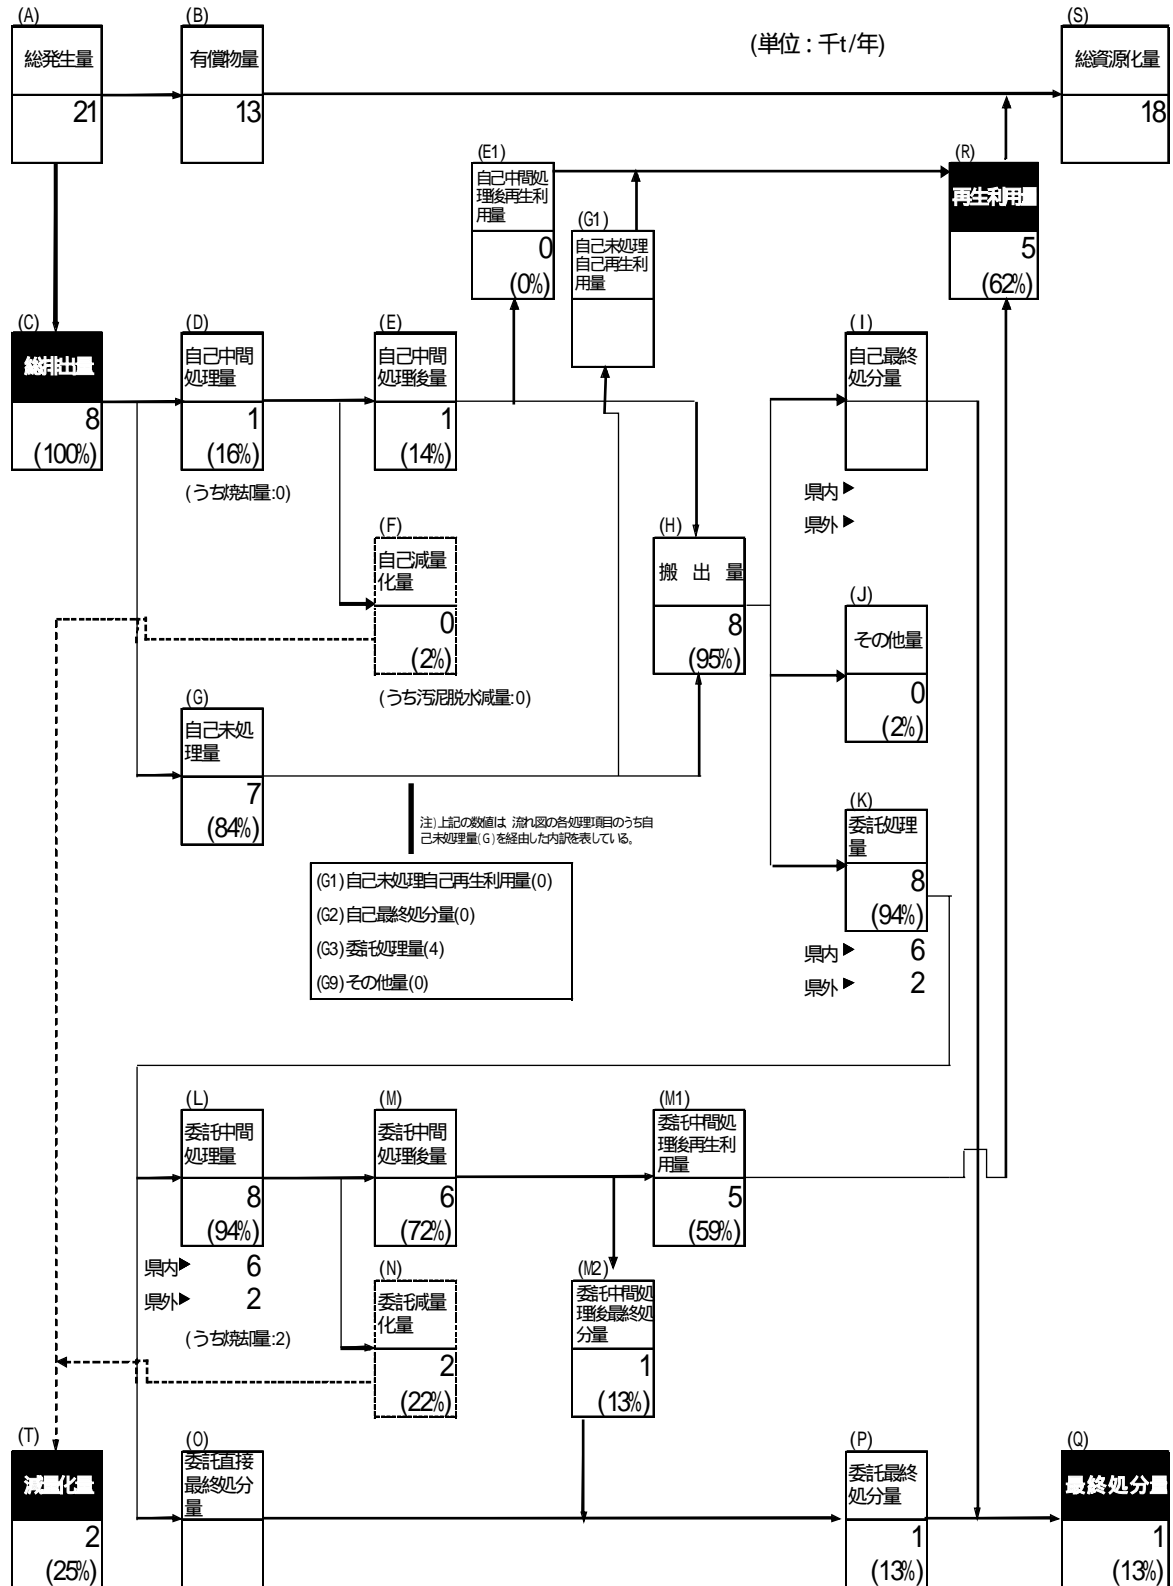 (A)
総発生量
21
(B)
有償物量
13
(単位：千t/年)
(S)
総資源化量
18
(E1)
自己中間処
理後再生利
用量
0
(0%)
(G1)
自己未処理
自己再生利
用量
(R)
再生利用量
5
(62%)
(C)
総排出量
8
(100%)
(D)
自己中間
処理量
1
(16%)
(うち焼却量:0)
(E)
自己中間
処理後量
1
(14%)
(I)
自己最終
処分量
県内▶
県外▶
(F)
自己減量
化量
0
(2%)
(うち汚泥脱水減量:0)
(H)
搬 出 量
8
(95%)
(J)
その他量
0
(2%)
(G)
自己未処
理量
7
(84%)
注)上記の数値は 流れ図の各処理項目のうち自
己未処理量(G)を経由した内訳を表している。
(G1)自己未処理自己再生利用量(0)
(G2)自己最終処分量(0)
(G3)委託処理量(4)
(G9)その他量(0)
(K)
委託処理
量
8
(94%)
県内▶ 6
県外▶ 2
(L)
委託中間
処理量
8
(94%)
県内▶ 6
県外▶ 2
(うち焼却量:2)
(M)
委託中間
処理後量
6
(72%)
(M1)
委託中間処
理後再生利
用量
5
(59%)
(N)
委託減量
化量
2
(22%)
(M2)
委託中間処
理後最終処
分量
1
(13%)
(T)
減量化量
2
(25%)
(O)
委託直接
最終処分
量
(P)
委託最終
処分量
1
(13%)
(Q)
最終処分量
1
(13%)